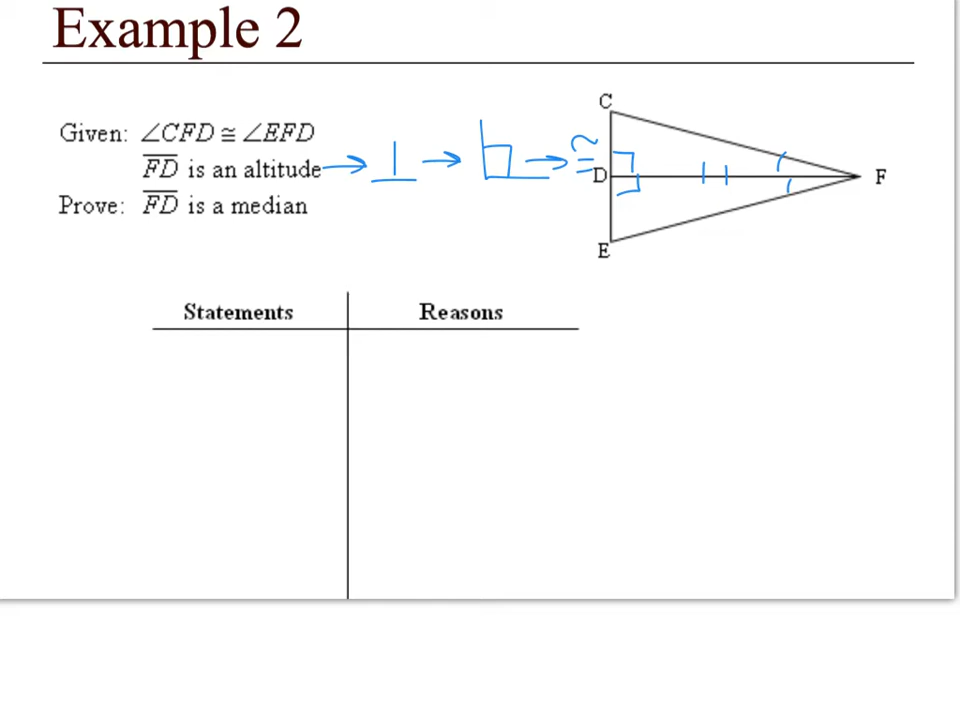 Example 2
Given: ∠CFD ≅ ∠EFD
FD is an altitude → ⊥ → ⊾ → ≅
Prove: FD is a median
C
D
F
E
Statements
Reasons